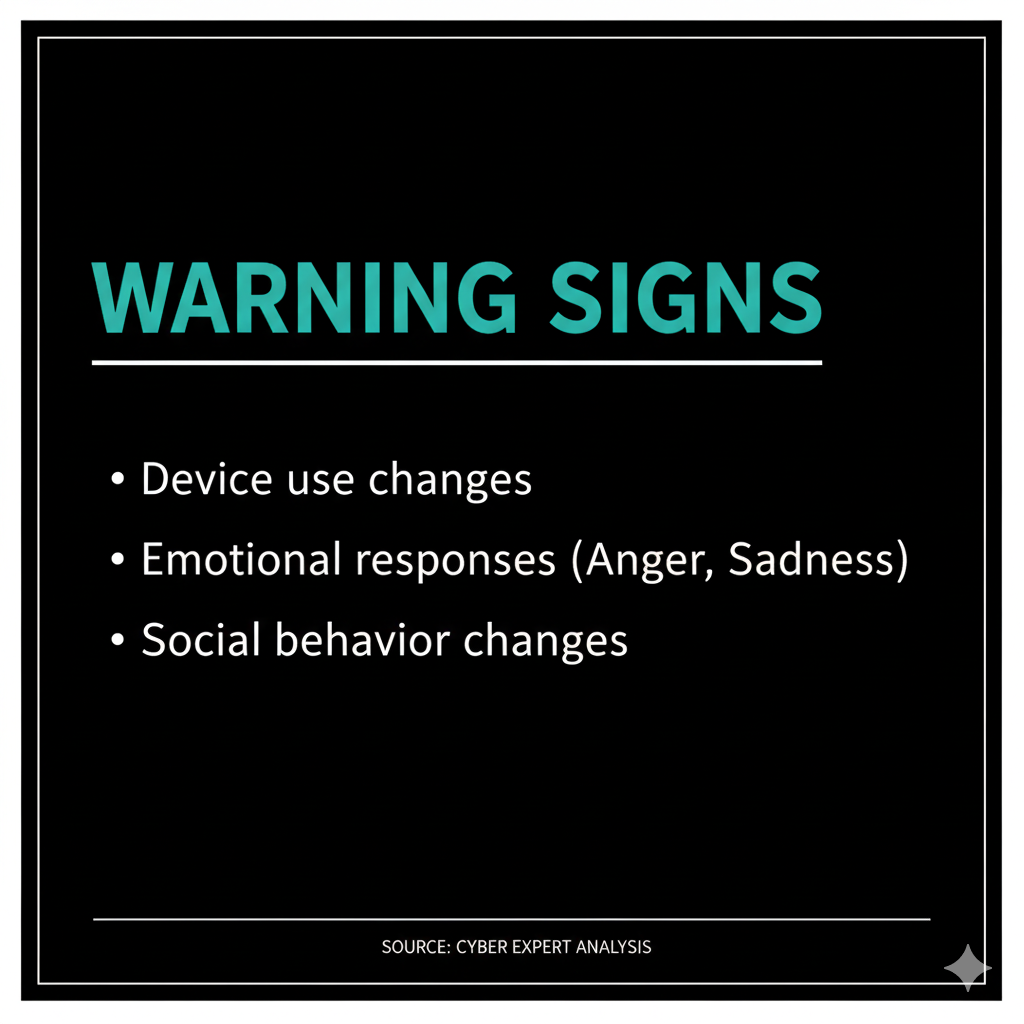 WARNING SIGNS
• Device use changes
• Emotional responses (Anger, Sadness)
• Social behavior changes
SOURCE: CYBER EXPERT ANALYSIS